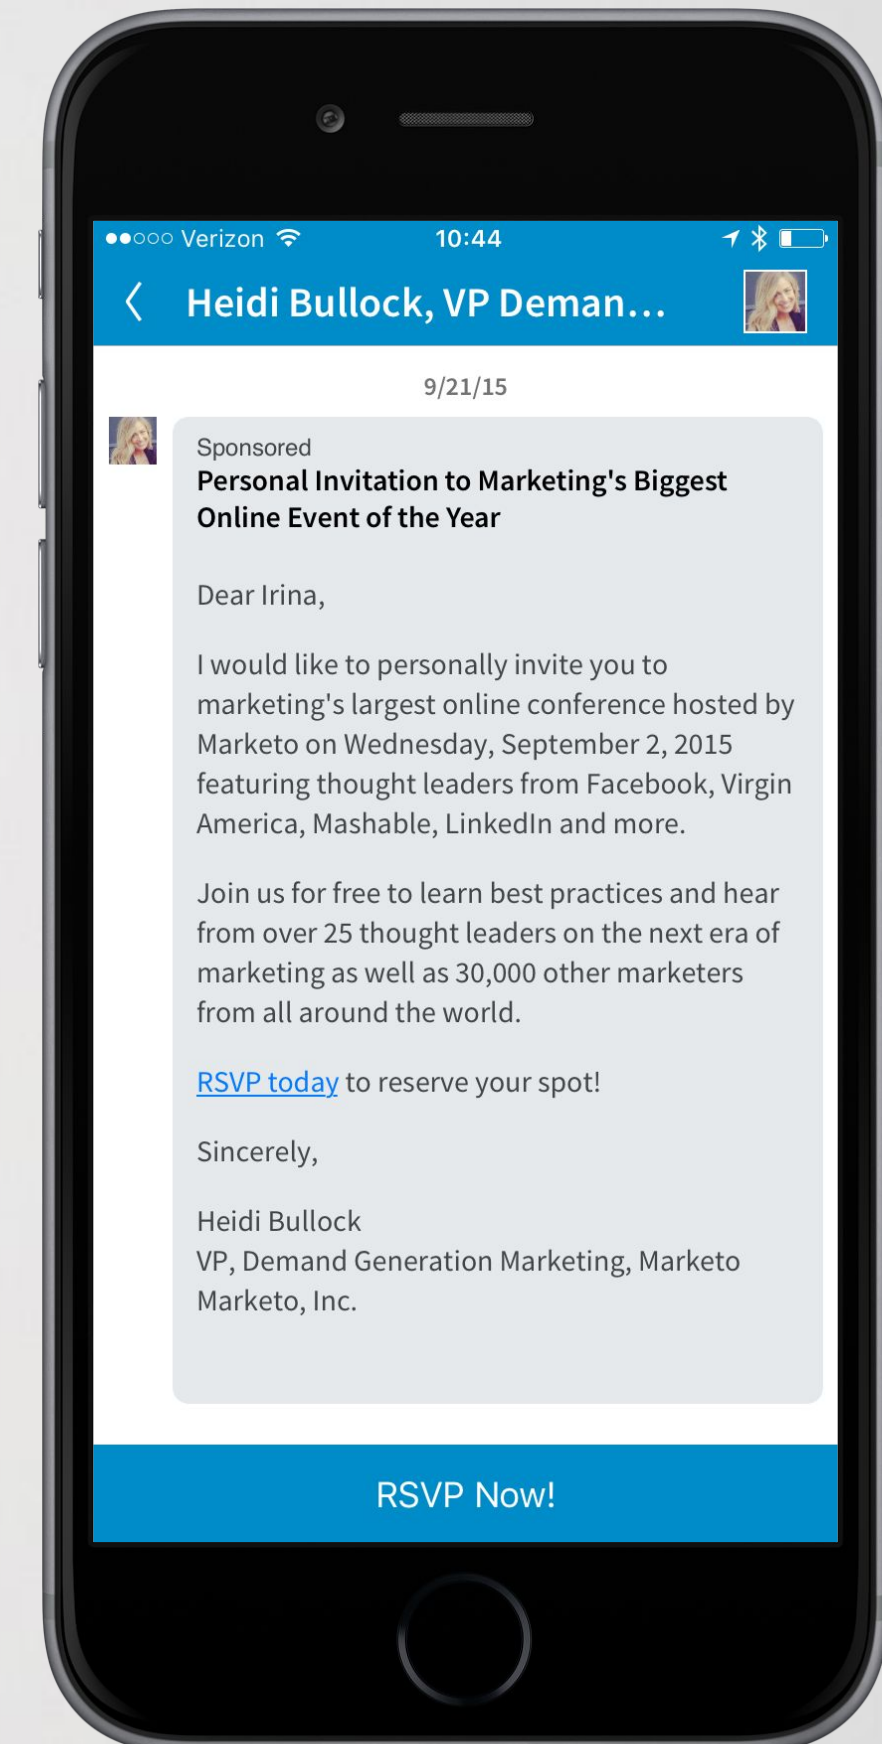 Verizon
10:44
Heidi Bullock, VP Deman...
9/21/15
Sponsored
Personal Invitation to Marketing's Biggest
Online Event of the Year
Dear Irina,
I would like to personally invite you to
marketing's largest online conference hosted by
Marketo on Wednesday, September 2, 2015
featuring thought leaders from Facebook, Virgin
America, Mashable, LinkedIn and more.
Join us for free to learn best practices and hear
from over 25 thought leaders on the next era of
marketing as well as 30,000 other marketers
from all around the world.
RSVP today to reserve your spot!
Sincerely,
Heidi Bullock
VP, Demand Generation Marketing, Marketo
Marketo, Inc.
RSVP Now!